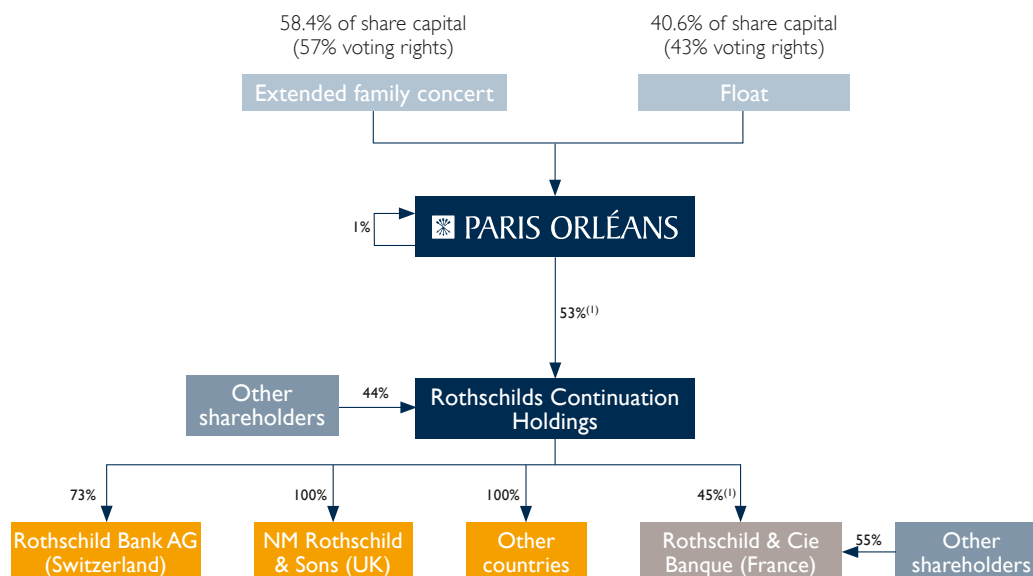 58.4% of share capital
(57% voting rights)
40.6% of share capital
(43% voting rights)
Extended family concert
Float
1%
PARIS ORLÉANS
53%(1)
Other
shareholders
44%
Rothschilds Continuation
Holdings
73%
100%
100%
45%(1)
Rothschild Bank AG
(Switzerland)
NM Rothschild
& Sons (UK)
Other
countries
Rothschild & Cie
Banque (France)
55%
Other
shareholders